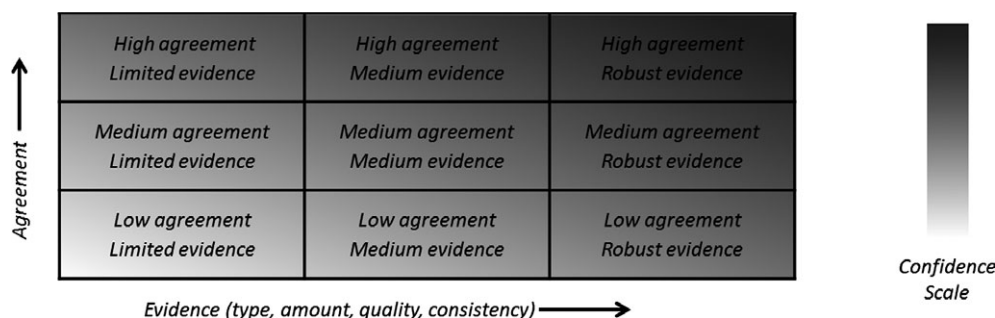 High agreement
Limited evidence
High agreement
Medium evidence
High agreement
Robust evidence
Medium agreement
Limited evidence
Medium agreement
Medium evidence
Medium agreement
Robust evidence
Low agreement
Limited evidence
Low agreement
Medium evidence
Low agreement
Robust evidence
Agreement
Evidence (type, amount, quality, consistency)
Confidence
Scale